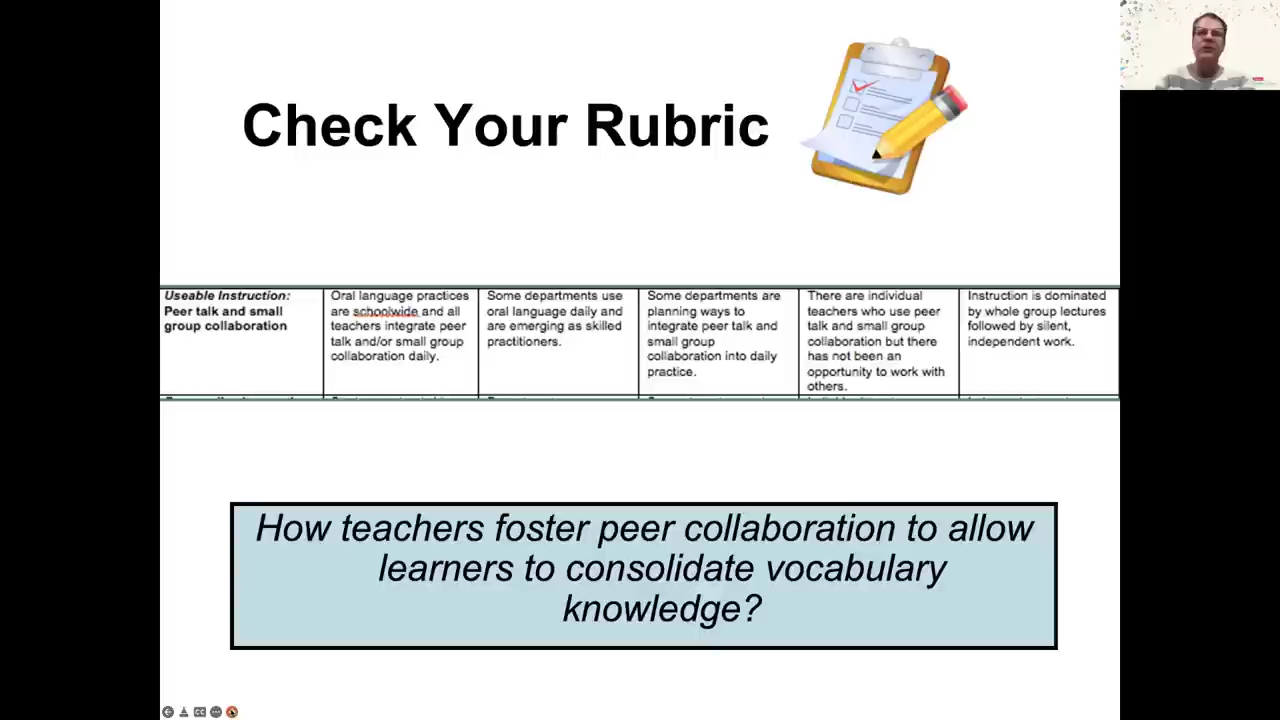 Check Your Rubric
Useable Instruction:
Peer talk and small
group collaboration
Oral language practices
are schoolwide and all
teachers integrate peer
talk and/or small group
collaboration daily.
Some departments use
oral language daily and
are emerging as skilled
practitioners.
Some departments are
planning ways to
integrate peer talk and
small group
collaboration into daily
practice.
There are individual
teachers who use peer
talk and small group
collaboration but there
has not been an
opportunity to work with
others.
Instruction is dominated
by whole group lectures
followed by silent,
independent work.
How teachers foster peer collaboration to allow
learners to consolidate vocabulary
knowledge?
CC